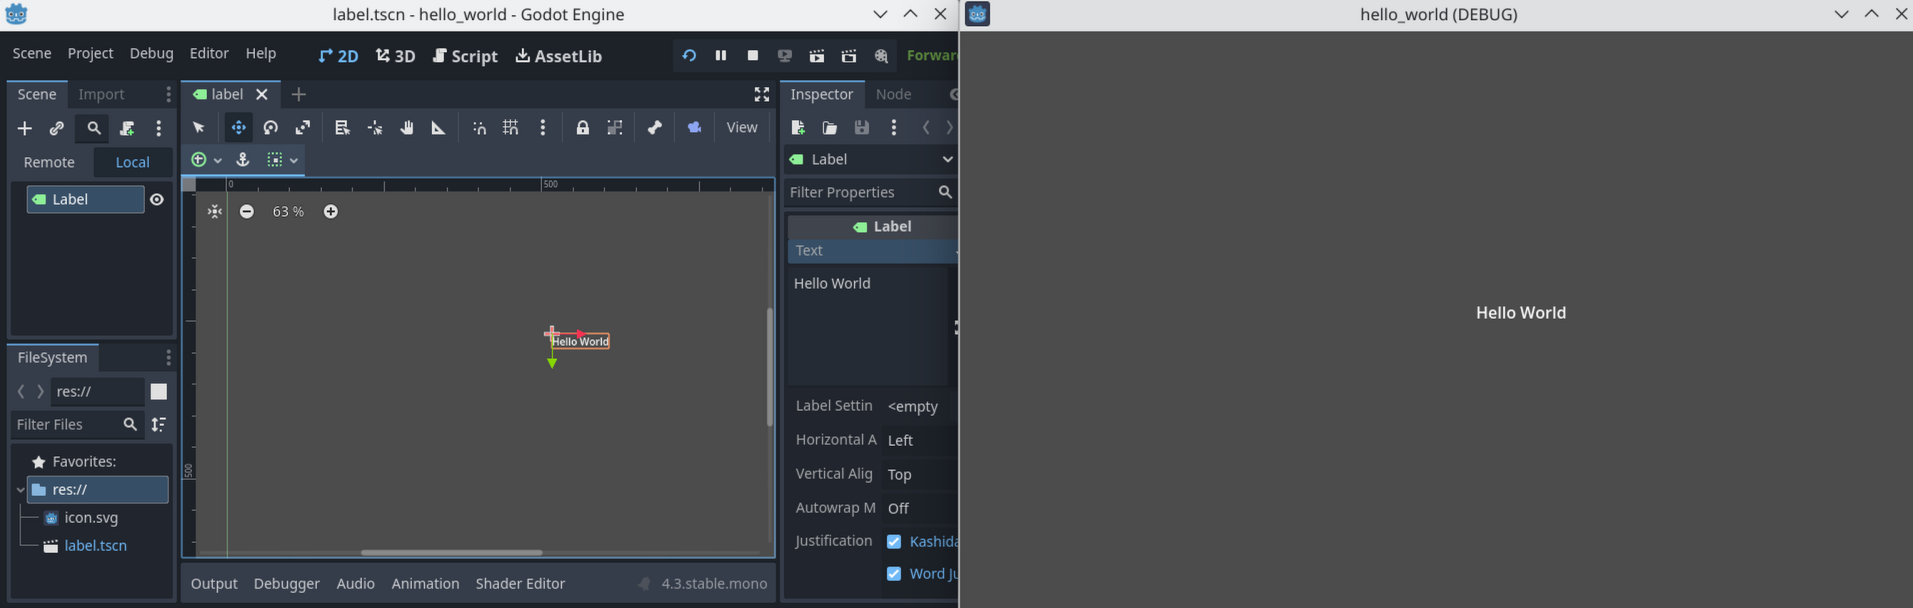 label.tscn - hello_world - Godot Engine
Scene Project Debug Editor Help
2D 3D Script AssetLib
Forwar
Scene Import
Remote Local
Label
FileSystem
res://
Filter Files
Favorites:
res://
icon.svg
label.tscn
label
View
0 500
63 %
Hello World
500
Output Debugger Audio Animation Shader Editor 4.3.stable.mono
Inspector Node
Label
Filter Properties
Label
Text
Hello World
Label Settin <empty
Horizontal A Left
Vertical Alig Top
Autowrap M Off
Justification Kashida
Word Ju
hello_world (DEBUG)
Hello World